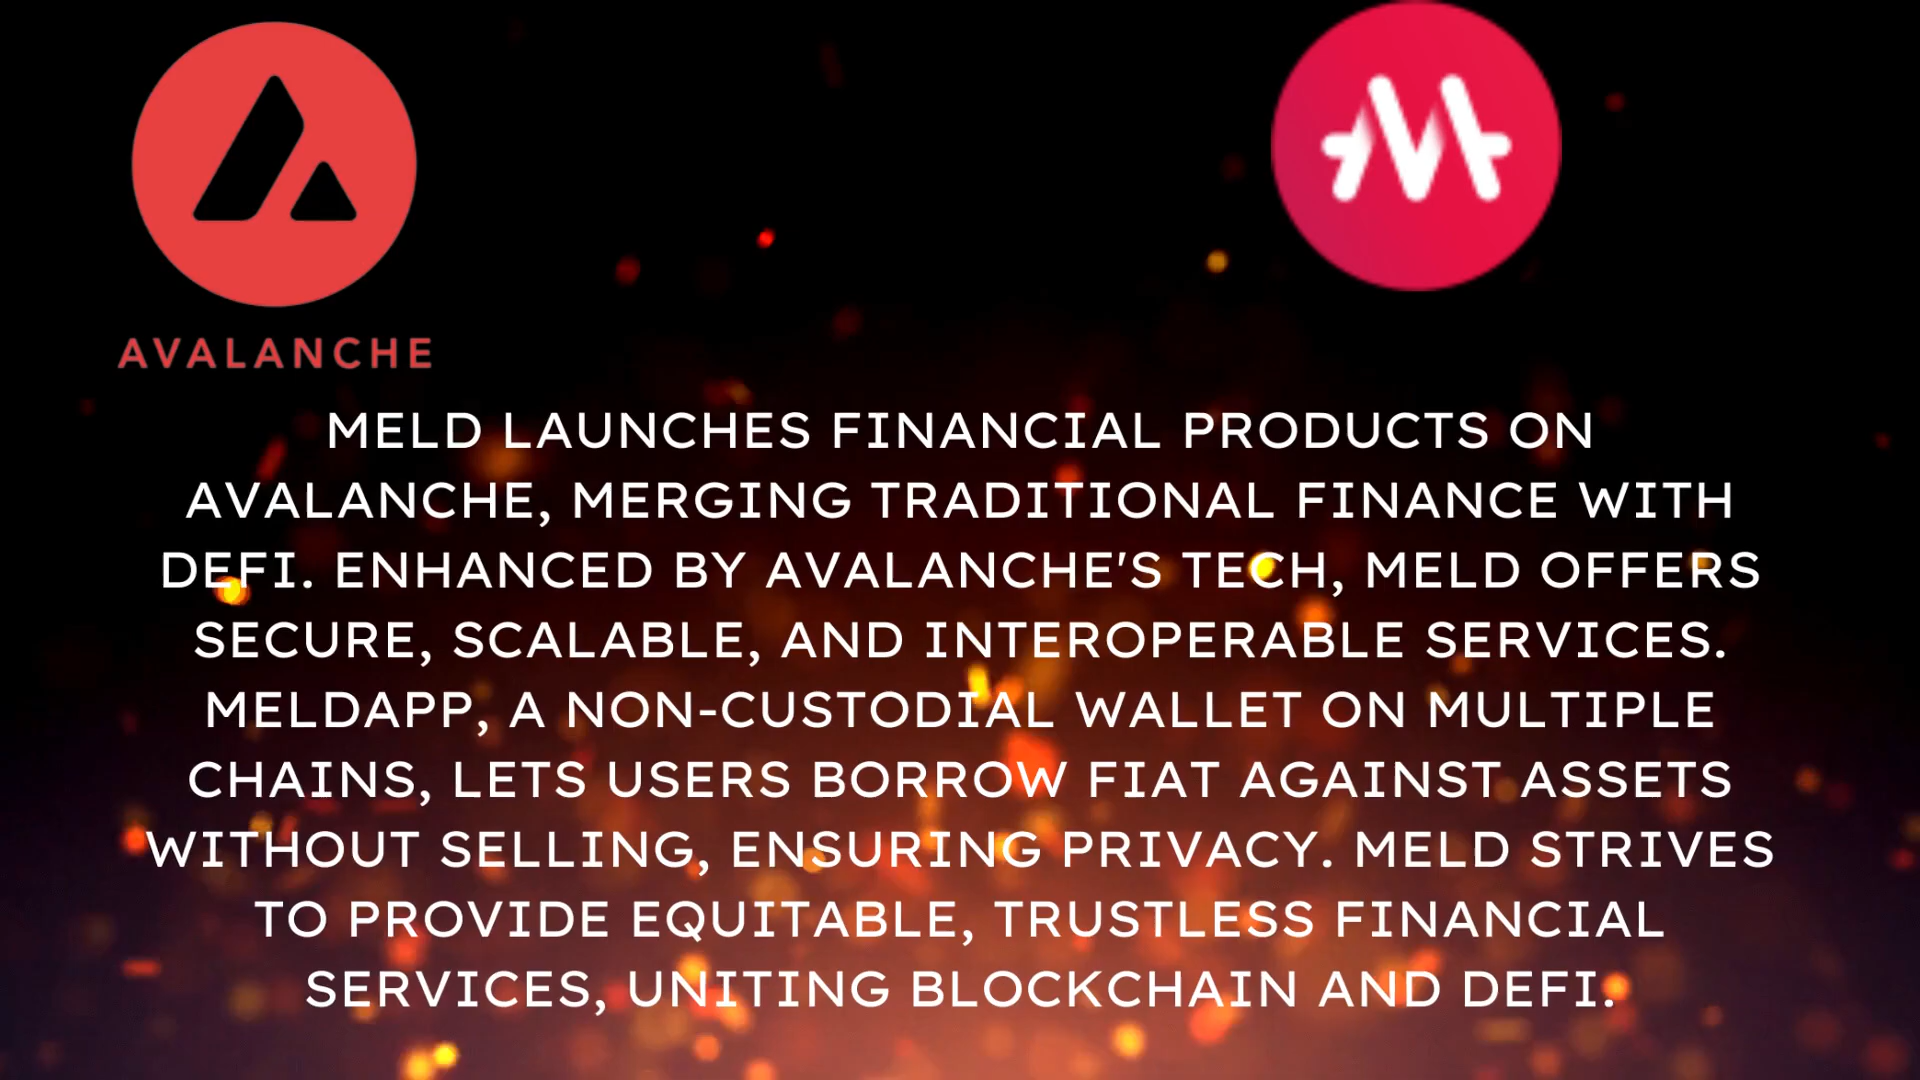 AVALANCHE
MELD LAUNCHES FINANCIAL PRODUCTS ON
AVALANCHE, MERGING TRADITIONAL FINANCE WITH
DEFI. ENHANCED BY AVALANCHE'S TECH, MELD OFFERS
SECURE, SCALABLE, AND INTEROPERABLE SERVICES.
MELDAPP, A NON-CUSTODIAL WALLET ON MULTIPLE
CHAINS, LETS USERS BORROW FIAT AGAINST ASSETS
WITHOUT SELLING, ENSURING PRIVACY. MELD STRIVES
TO PROVIDE EQUITABLE, TRUSTLESS FINANCIAL
SERVICES, UNITING BLOCKCHAIN AND DEFI.